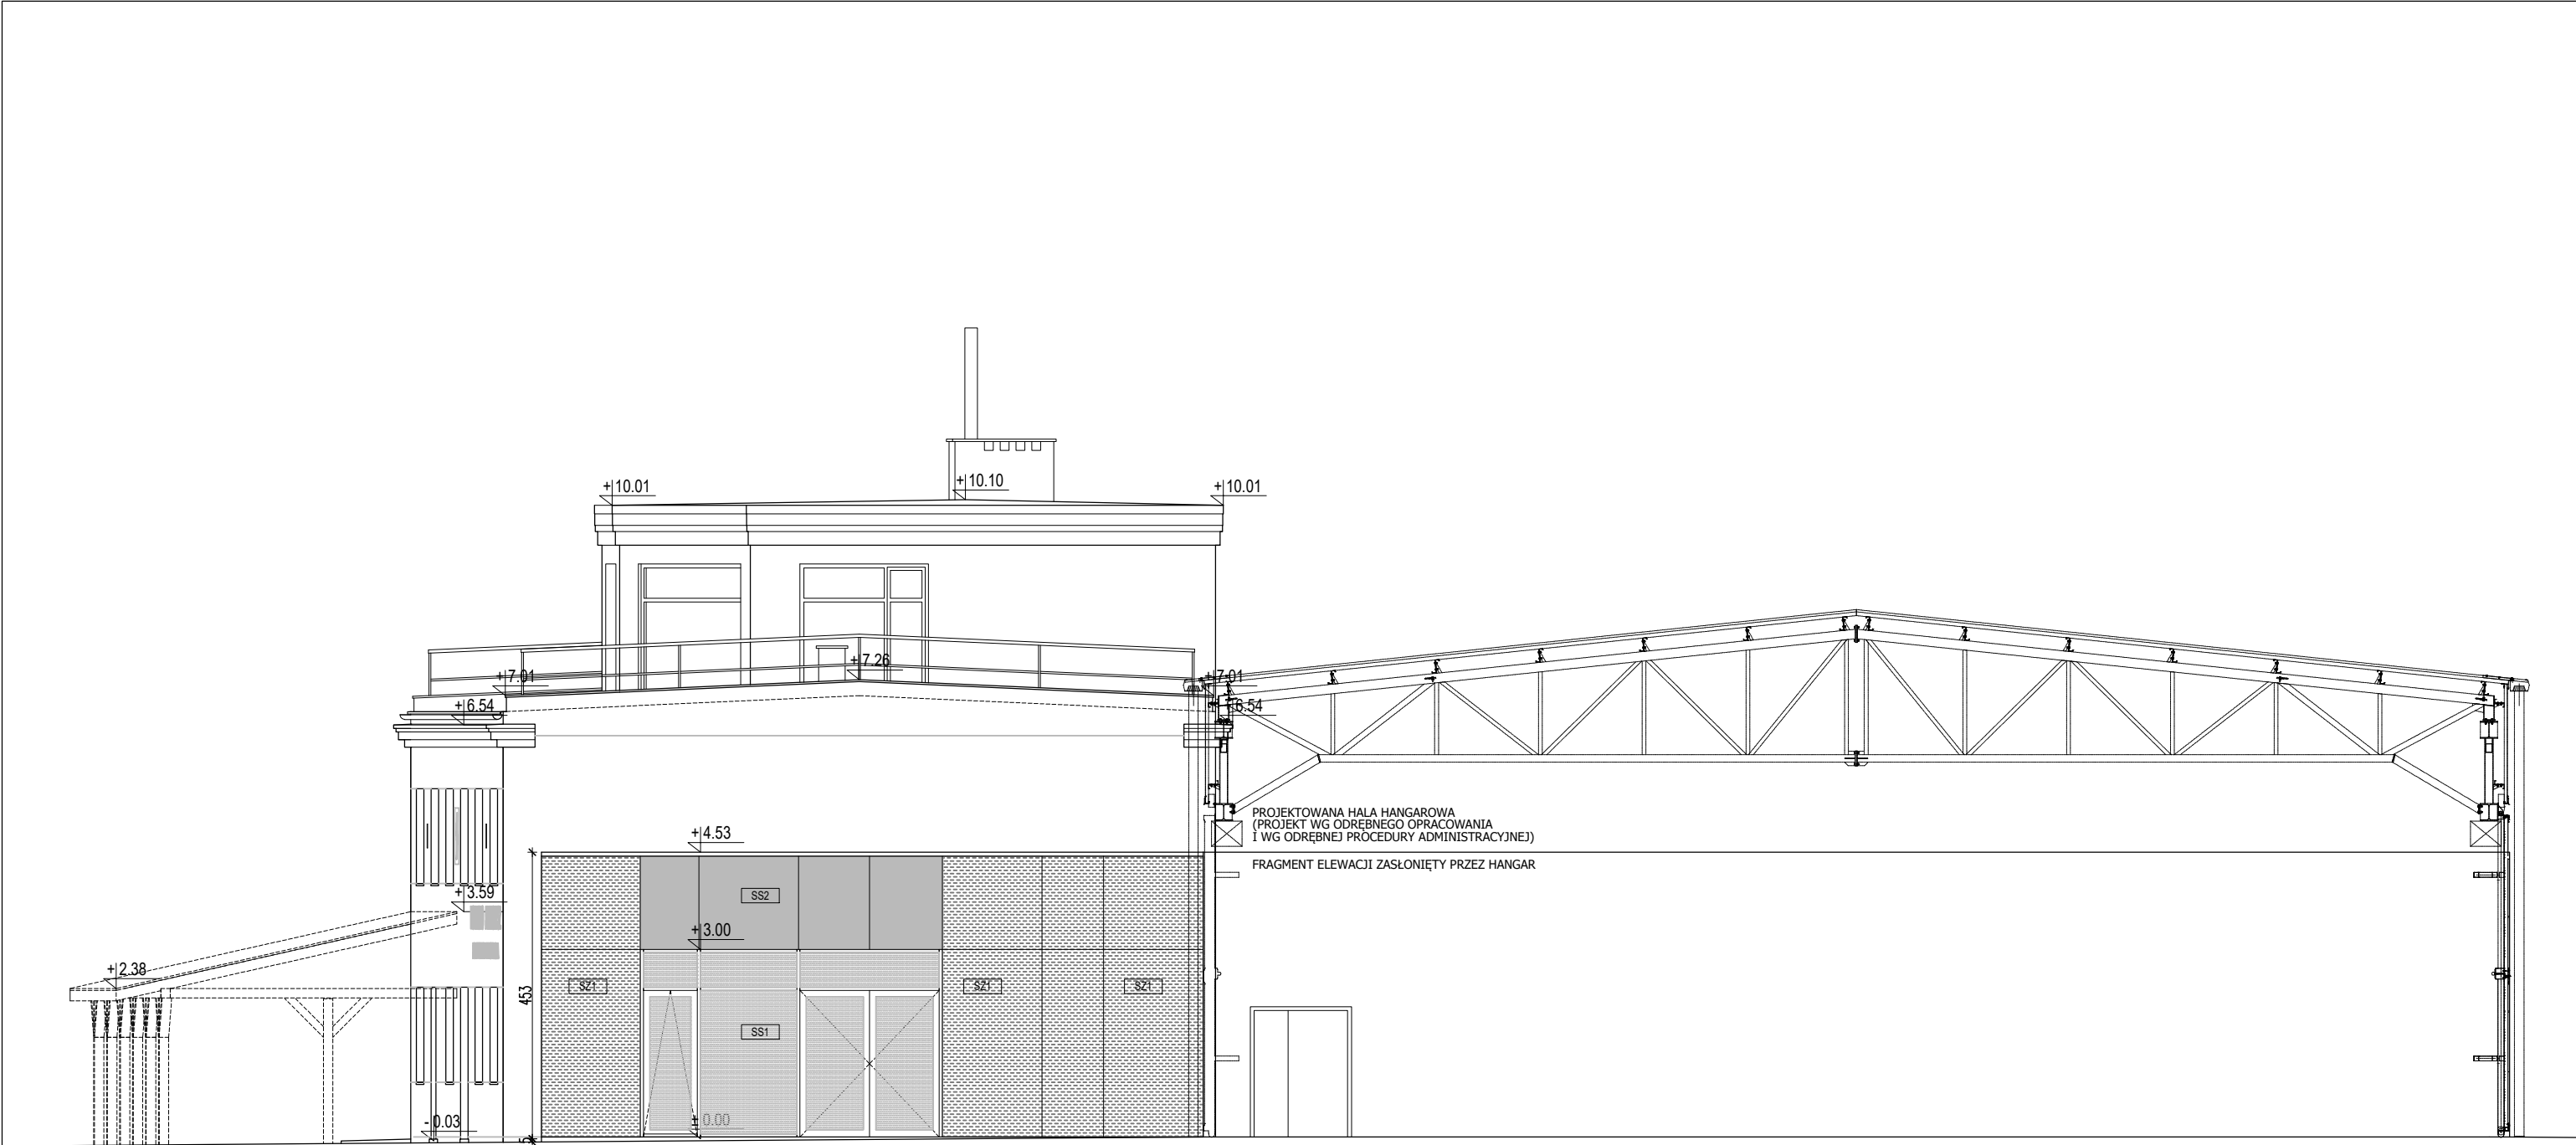 +10.01
+10.10
+10.01
+7.26
+7.01
+7.01
+6.54
+6.54
PROJEKTOWANA HALA HANGAROWA
(PROJEKT WG ODRĘBNEGO OPRACOWANIA
I WG ODRĘBNEJ PROCEDURY ADMINISTRACYJNEJ)
+4.53
FRAGMENT ELEWACJI ZASŁONIĘTY PRZEZ HANGAR
+3.59
SS2
+3.00
+2.38
453
SZ1
SZ1
SZ1
SS1
-0.03
±0.00
5